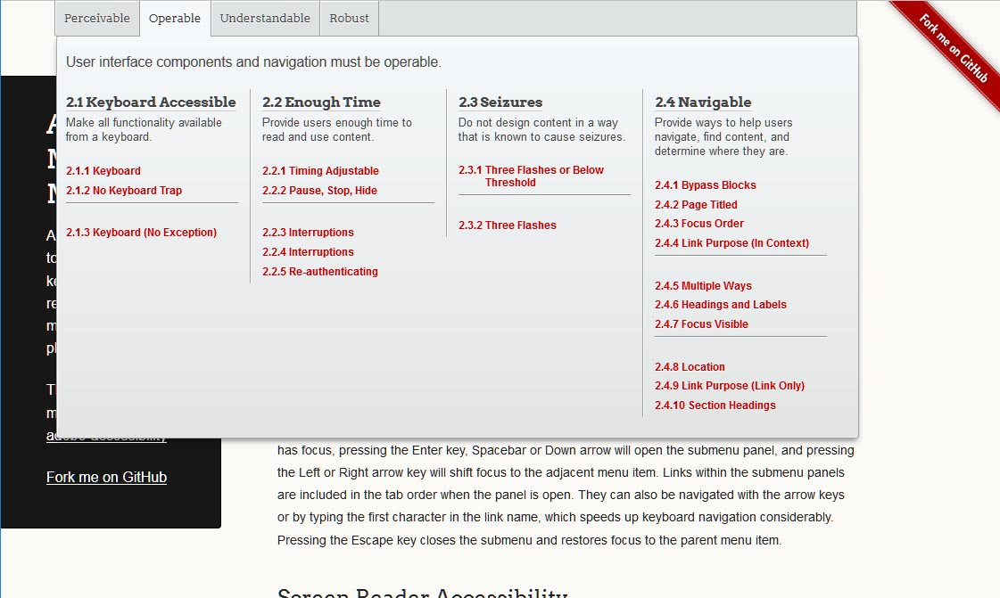 Perceivable
Operable
Understandable
Robust
Fork me on GitHub
User interface components and navigation must be operable.
2.1 Keyboard Accessible
Make all functionality available
from a keyboard.
2.1.1 Keyboard
2.1.2 No Keyboard Trap
2.1.3 Keyboard (No Exception)
2.2 Enough Time
Provide users enough time to
read and use content.
2.2.1 Timing Adjustable
2.2.2 Pause, Stop, Hide
2.2.3 Interruptions
2.2.4 Interruptions
2.2.5 Re-authenticating
2.3 Seizures
Do not design content in a way
that is known to cause seizures.
2.3.1 Three Flashes or Below
Threshold
2.3.2 Three Flashes
2.4 Navigable
Provide ways to help users
navigate, find content, and
determine where they are.
2.4.1 Bypass Blocks
2.4.2 Page Titled
2.4.3 Focus Order
2.4.4 Link Purpose (In Context)
2.4.5 Multiple Ways
2.4.6 Headings and Labels
2.4.7 Focus Visible
2.4.8 Location
2.4.9 Link Purpose (Link Only)
2.4.10 Section Headings
adobe-accessibility
Fork me on GitHub
has focus, pressing the Enter key, Spacebar or Down arrow will open the submenu panel, and pressing
the Left or Right arrow key will shift focus to the adjacent menu item. Links within the submenu panels
are included in the tab order when the panel is open. They can also be navigated with the arrow keys
or by typing the first character in the link name, which speeds up keyboard navigation considerably.
Pressing the Escape key closes the submenu and restores focus to the parent menu item.
Screen Reader Accessibility